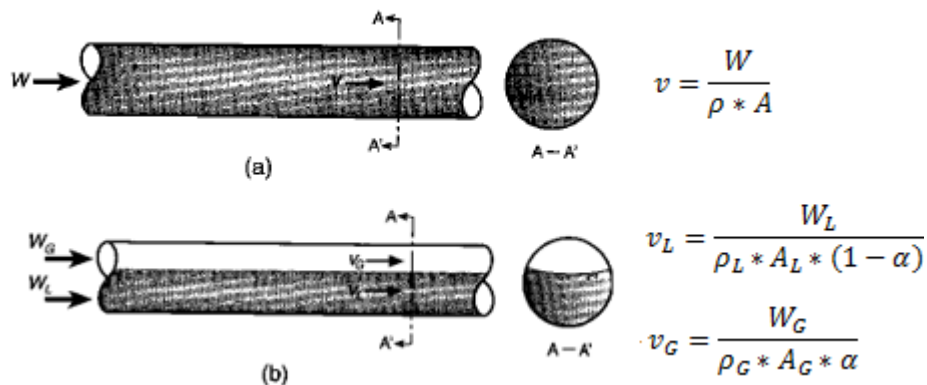 A
W
v
A'
A – A'
(a)
v = W / ρ * A
A
W_G
v_G
W_L
v_L
A'
A – A'
(b)
v_L = W_L / ρ_L * A_L * (1 − α)
v_G = W_G / ρ_G * A_G * α